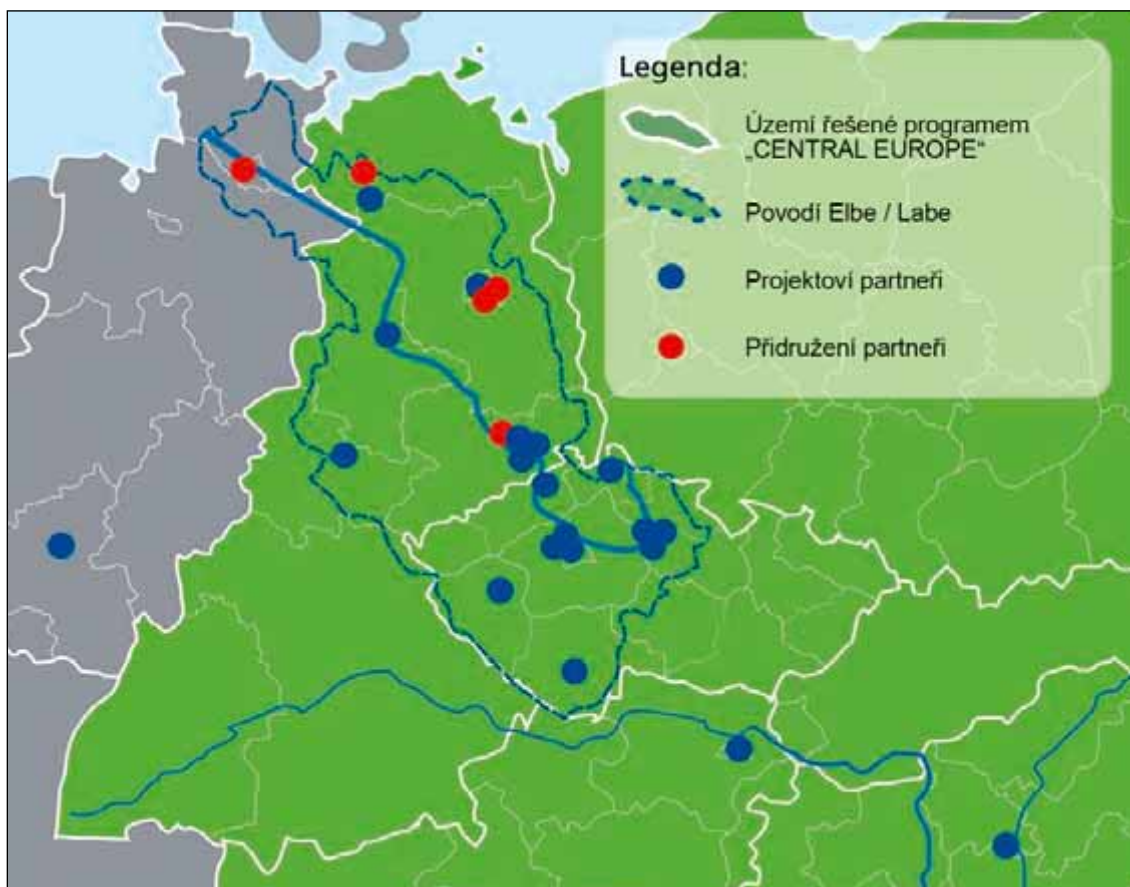 Legenda:
Území řešené programem
„CENTRAL EUROPE“
Povodí Elbe / Labe
Projektoví partneři
Přidružení partneři